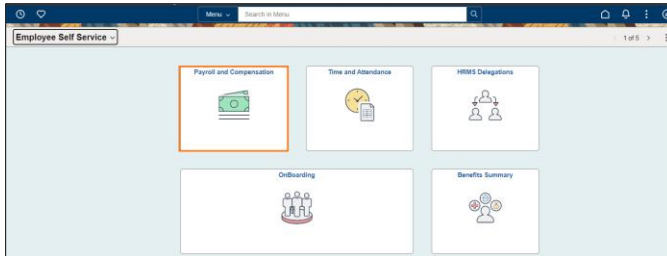 Menu
Search in Menu
Employee Self Service
1 of 5
Payroll and Compensation
Time and Attendance
HRMS Delegations
OnBoarding
Benefits Summary